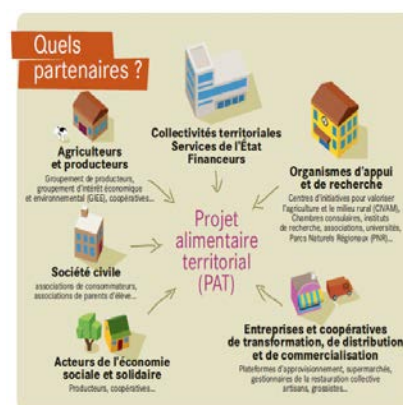 Quels
partenaires ?
Collectivités territoriales
Services de l'État
Financeurs
Agriculteurs
et producteurs
Groupement de producteurs,
groupement d'intérêt économique
et environnemental (GIEE), coopératives...
Organismes d'appui
et de recherche
Centres d'initiatives pour valoriser
l'agriculture et le milieu rural (CIVAM),
Chambres consulaires, instituts
de recherche, associations, universités,
Parcs Naturels Régionaux (PNR)...
Projet
alimentaire
territorial
(PAT)
Société civile
associations de consommateurs,
associations de parents d'élève...
Acteurs de l'économie
sociale et solidaire
Producteurs, coopératives...
Entreprises et coopératives
de transformation, de distribution
et de commercialisation
Plateformes d'approvisionnement, supermarchés,
gestionnaires de la restauration collective
artisans, grossistes...